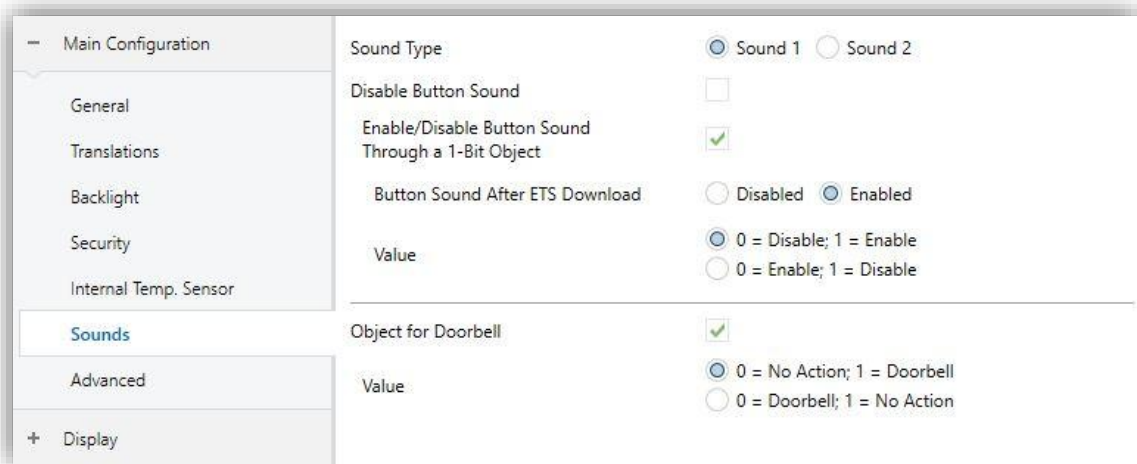 Main Configuration
General
Translations
Backlight
Security
Internal Temp. Sensor
Sounds
Advanced
Display
Sound Type
Sound 1 Sound 2
Disable Button Sound
Enable/Disable Button Sound
Through a 1-Bit Object
Button Sound After ETS Download
Disabled Enabled
Value
0 = Disable; 1 = Enable
0 = Enable; 1 = Disable
Object for Doorbell
Value
0 = No Action; 1 = Doorbell
0 = Doorbell; 1 = No Action